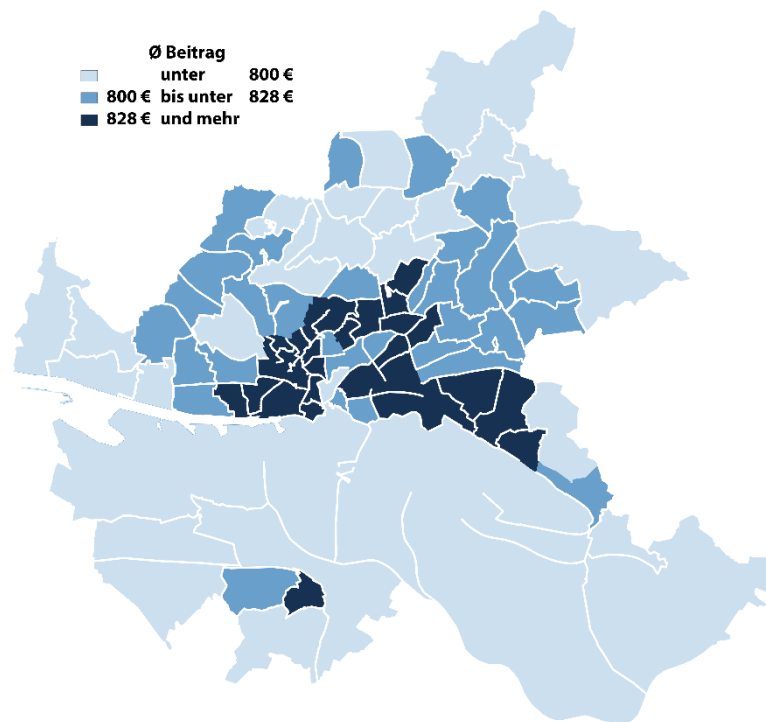 Ø Beitrag
unter 800 €
800 € bis unter 828 €
828 € und mehr